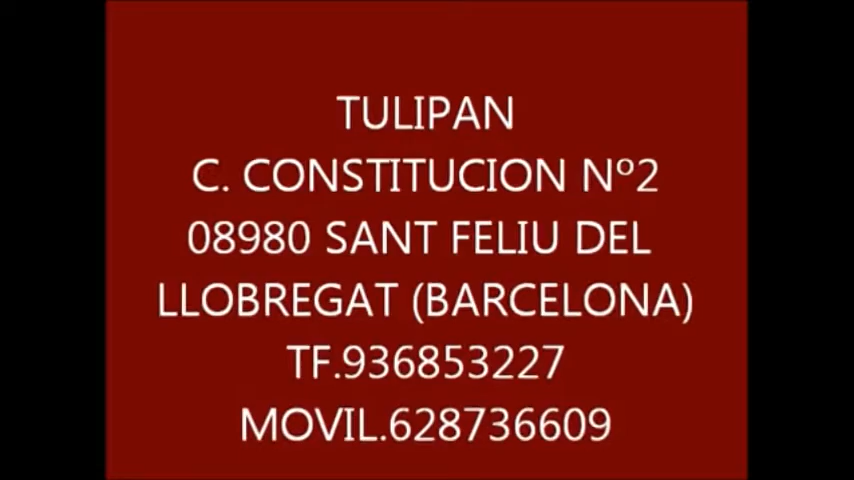 TULIPAN
C. CONSTITUCION Nº2
08980 SANT FELIU DEL
LLOBREGAT (BARCELONA)
TF.936853227
MOVIL.628736609